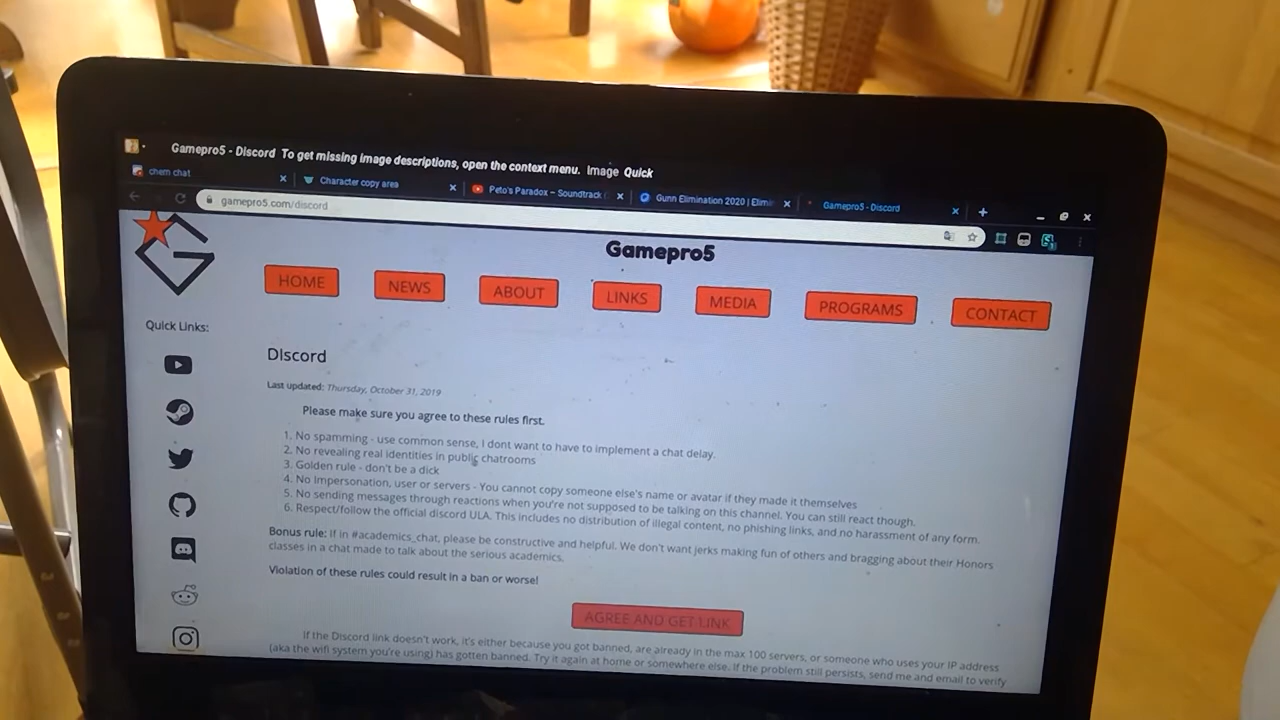 Gamepro5 - Discord To get missing image descriptions, open the context menu. Image Quick
chem chat
Character copy area
Peto's Paradox – Soundtrack
Gunn Elimination 2020 | Elimi
Gamepro5 - Discord
gamepro5.com/discord
Gamepro5
HOME NEWS ABOUT LINKS MEDIA PROGRAMS CONTACT
Quick Links:
DIscord
Last updated: Thursday, October 31, 2019
Please make sure you agree to these rules first.
1. No spamming - use common sense, I dont want to have to implement a chat delay.
2. No revealing real identities in public chatrooms
3. Golden rule - don't be a dick
4. No Impersonation, user or servers - You cannot copy someone else's name or avatar if they made it themselves
5. No sending messages through reactions when you're not supposed to be talking on this channel. You can still react though.
6. Respect/follow the official discord ULA. This includes no distribution of illegal content, no phishing links, and no harassment of any form.
Bonus rule: If in #academics_chat, please be constructive and helpful. We don't want jerks making fun of others and bragging about their Honors
classes in a chat made to talk about the serious academics.
Violation of these rules could result in a ban or worse!
AGREE AND GET LINK
If the Discord link doesn't work, it's either because you got banned, are already in the max 100 servers, or someone who uses your IP address
(aka the wifi system you're using) has gotten banned. Try it again at home or somewhere else. If the problem still persists, send me and email to verify